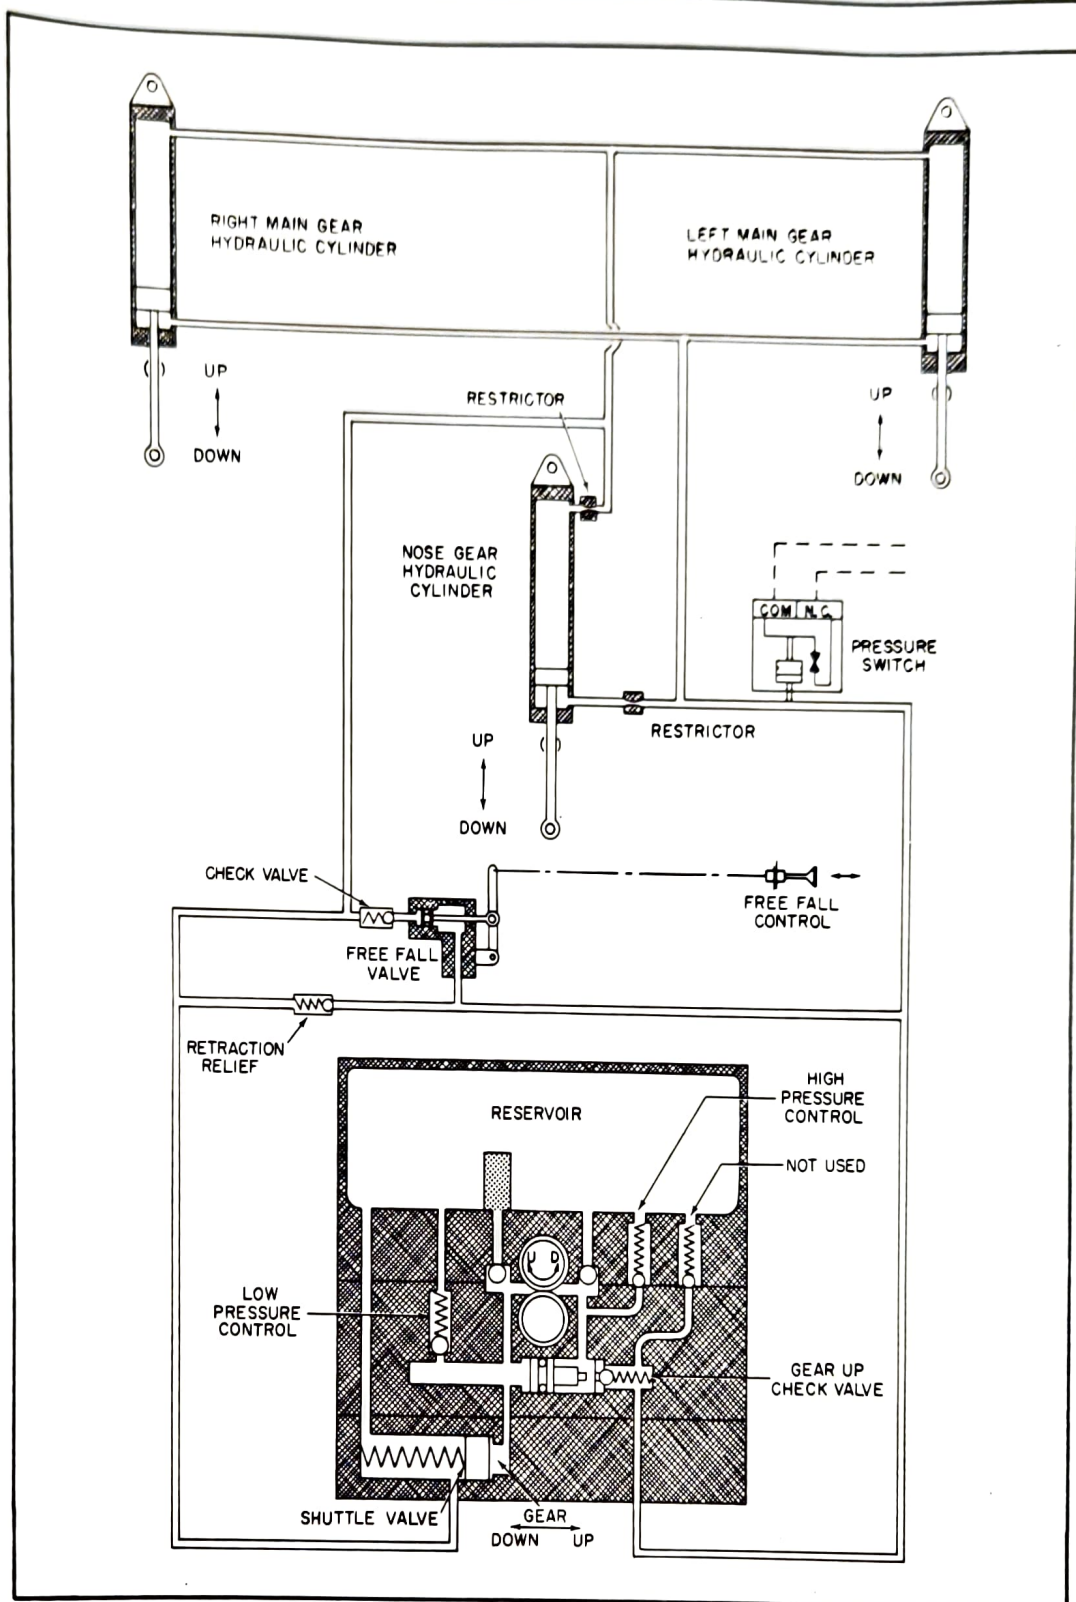 RIGHT MAIN GEAR
HYDRAULIC CYLINDER
LEFT MAIN GEAR
HYDRAULIC CYLINDER
UP
DOWN
RESTRICTOR
UP
DOWN
NOSE GEAR
HYDRAULIC
CYLINDER
COM N.C.
PRESSURE
SWITCH
RESTRICTOR
UP
DOWN
CHECK VALVE
FREE FALL
CONTROL
FREE FALL
VALVE
RETRACTION
RELIEF
HIGH
PRESSURE
CONTROL
RESERVOIR
NOT USED
U D
LOW
PRESSURE
CONTROL
GEAR UP
CHECK VALVE
SHUTTLE VALVE
GEAR
DOWN UP